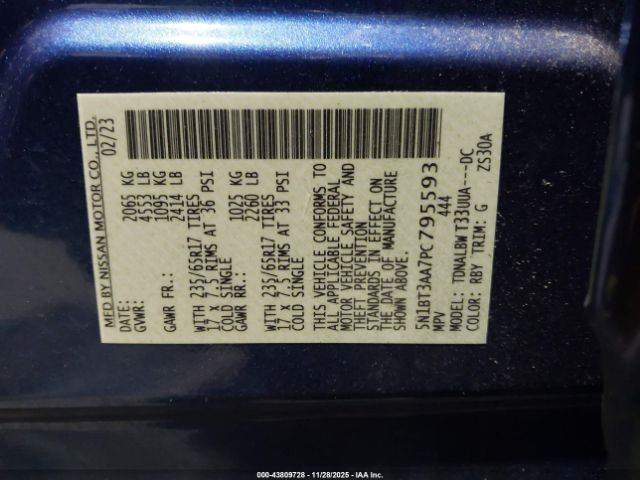 MFD BY NISSAN MOTOR CO., LTD.
02/23
GVWR: 2065 KG
4553 LB
GAWR FR.: 1095 KG
2414 LB
WITH 235/65R17 TIRES
17 X 7.5 RIMS AT 36 PSI
COLD SINGLE
GAWR RR: 1025 KG
2260 LB
WITH 235/65R17 TIRES
17 X 7.5 RIMS AT 33 PSI
COLD SINGLE
THIS VEHICLE CONFORMS TO
ALL APPLICABLE FEDERAL
MOTOR VEHICLE SAFETY AND
THEFT PREVENTION
STANDARDS IN EFFECT ON
THE DATE OF MANUFACTURE
SHOWN ABOVE.
5N1BT3AA7PC795593
MPV 444
MODEL: TDNALBW T33UUA---DC
COLOR: RBY TRIM: G ZS30A
000-43809728 - 11/28/2025 - IAA Inc.